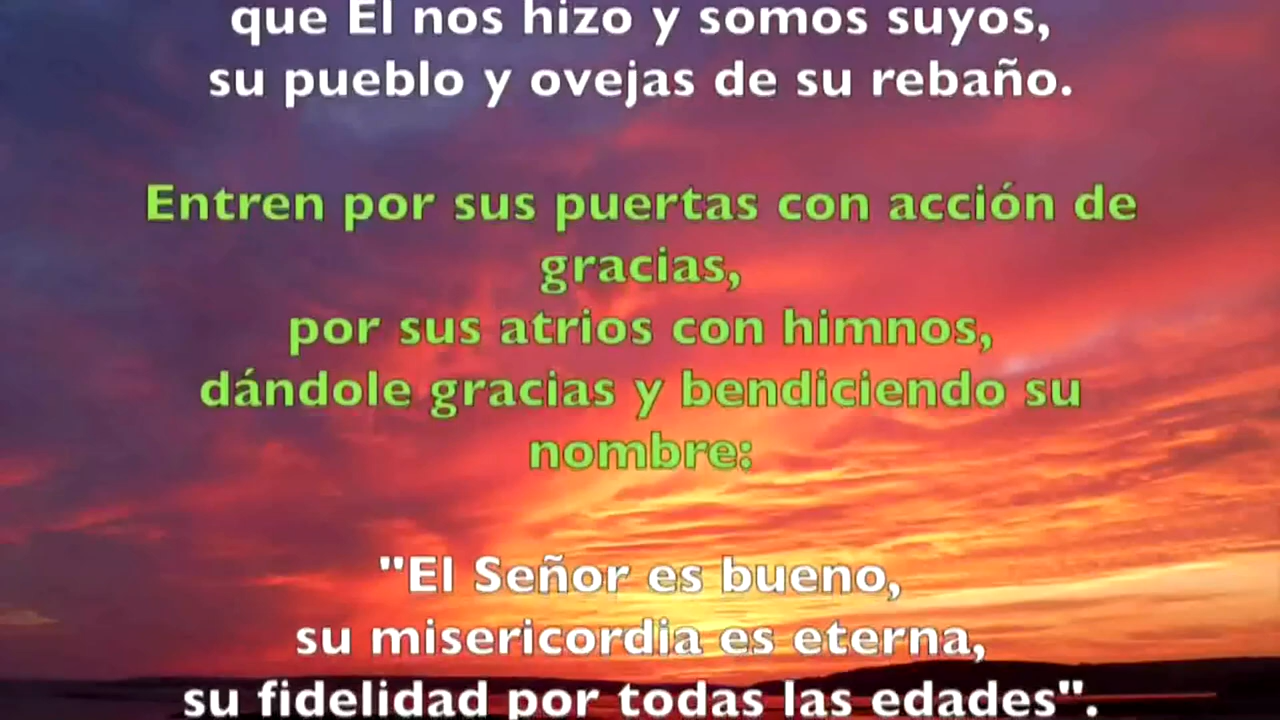 que Él nos hizo y somos suyos,
su pueblo y ovejas de su rebaño.
Entren por sus puertas con acción de
gracias,
por sus atrios con himnos,
dándole gracias y bendiciendo su
nombre:
"El Señor es bueno,
su misericordia es eterna,
su fidelidad por todas las edades".